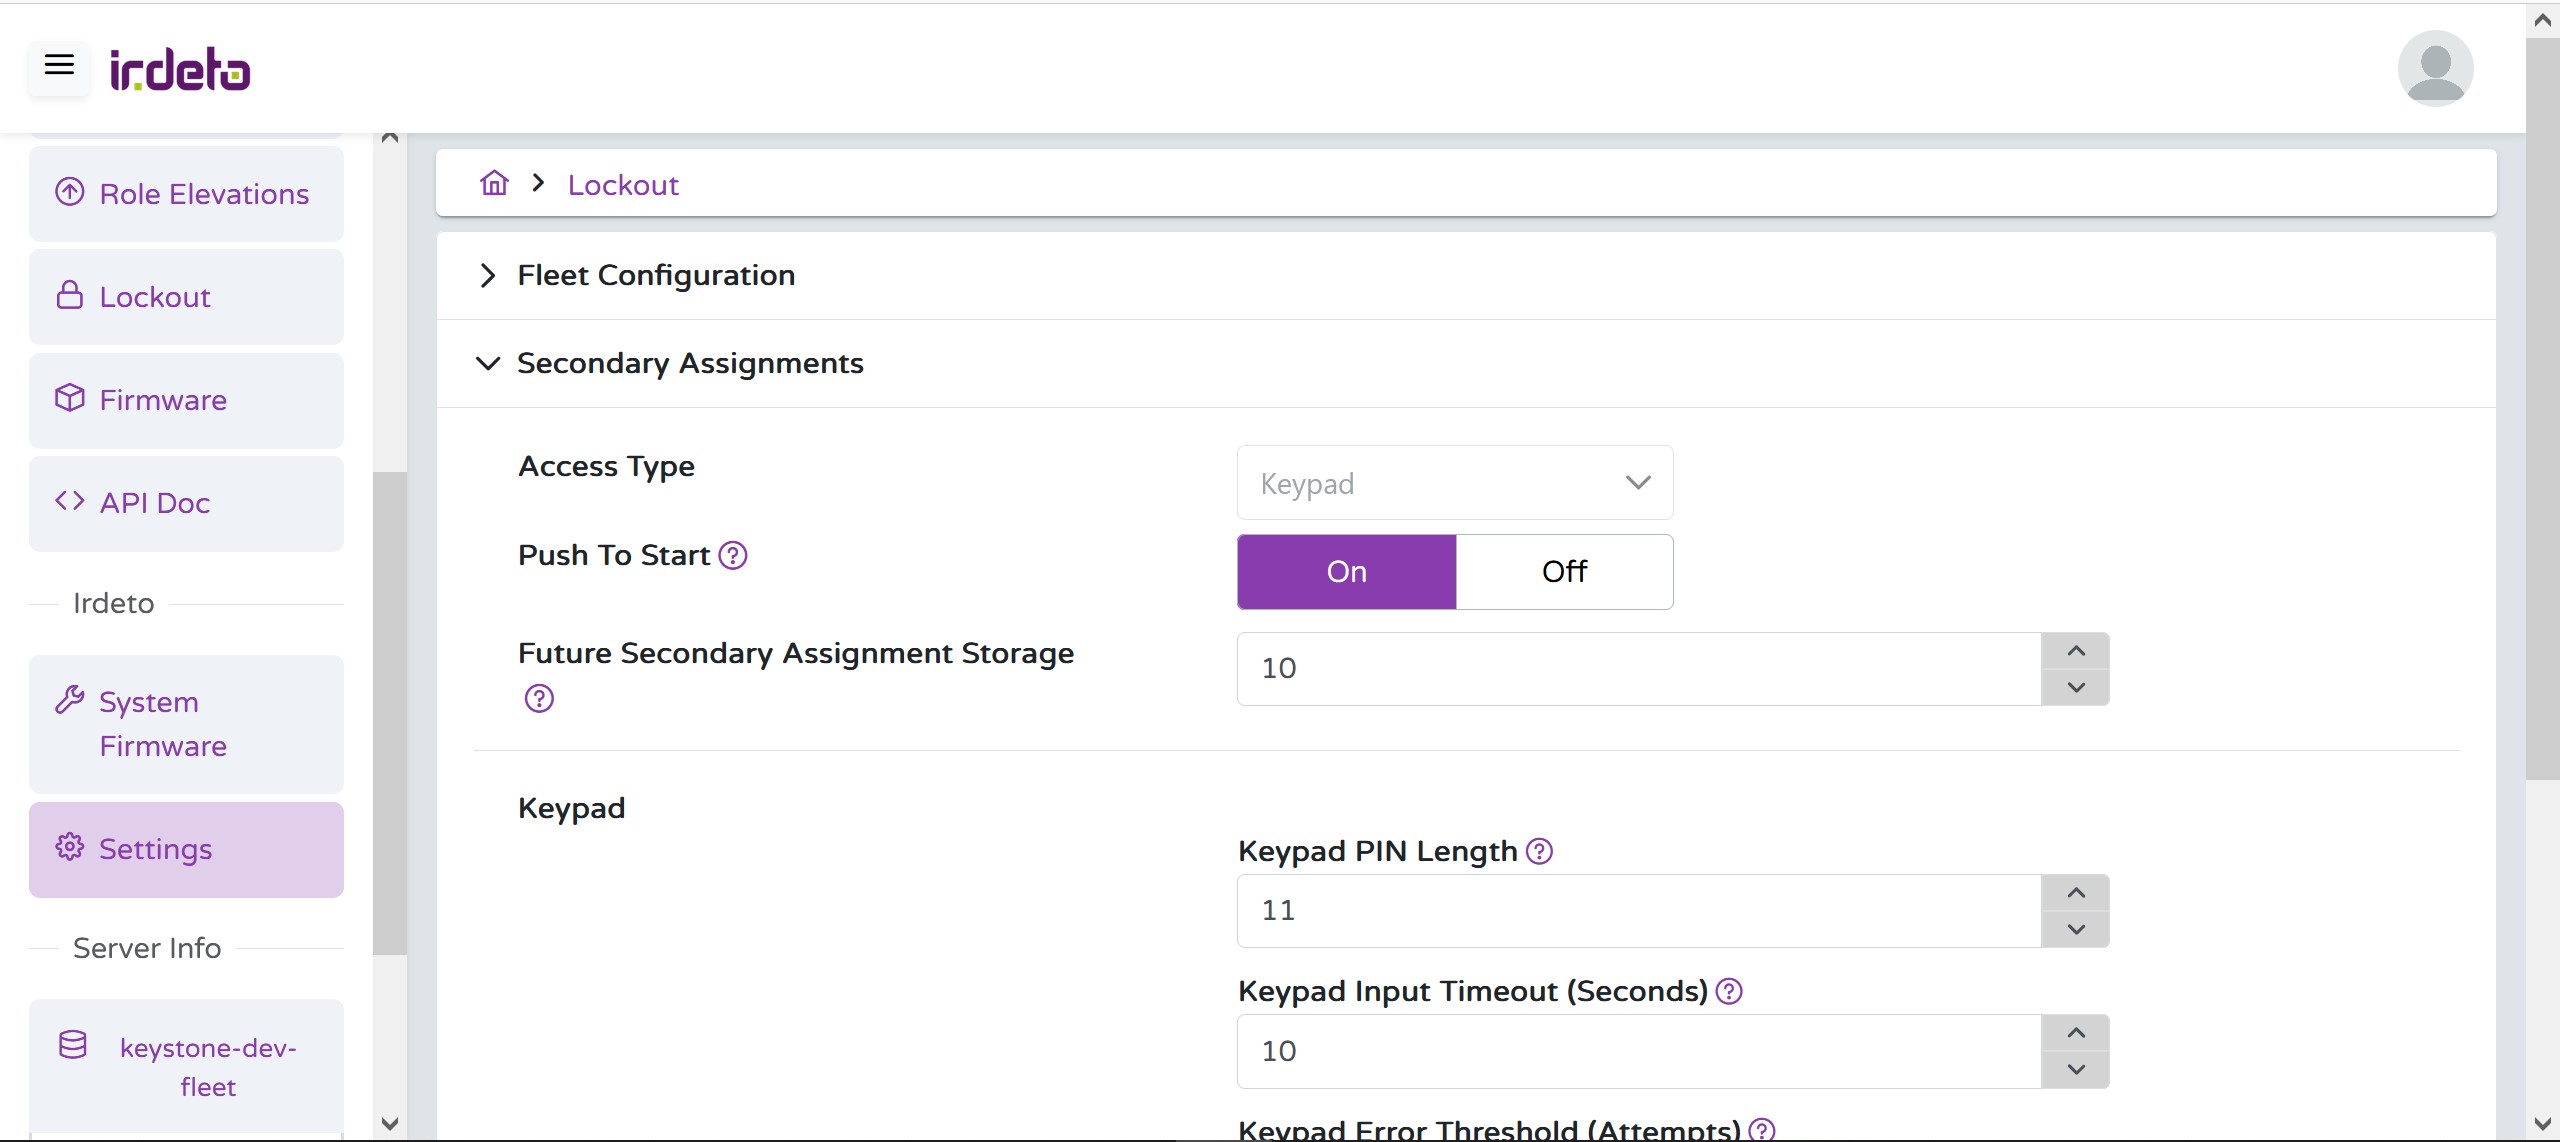 irdeto
Role Elevations
Lockout
Firmware
API Doc
Irdeto
System
Firmware
Settings
Server Info
keystone-dev-
fleet
Lockout
Fleet Configuration
Secondary Assignments
Access Type
Keypad
Push To Start
On Off
Future Secondary Assignment Storage
10
Keypad
Keypad PIN Length
11
Keypad Input Timeout (Seconds)
10
Keypad Error Threshold (Attempts)